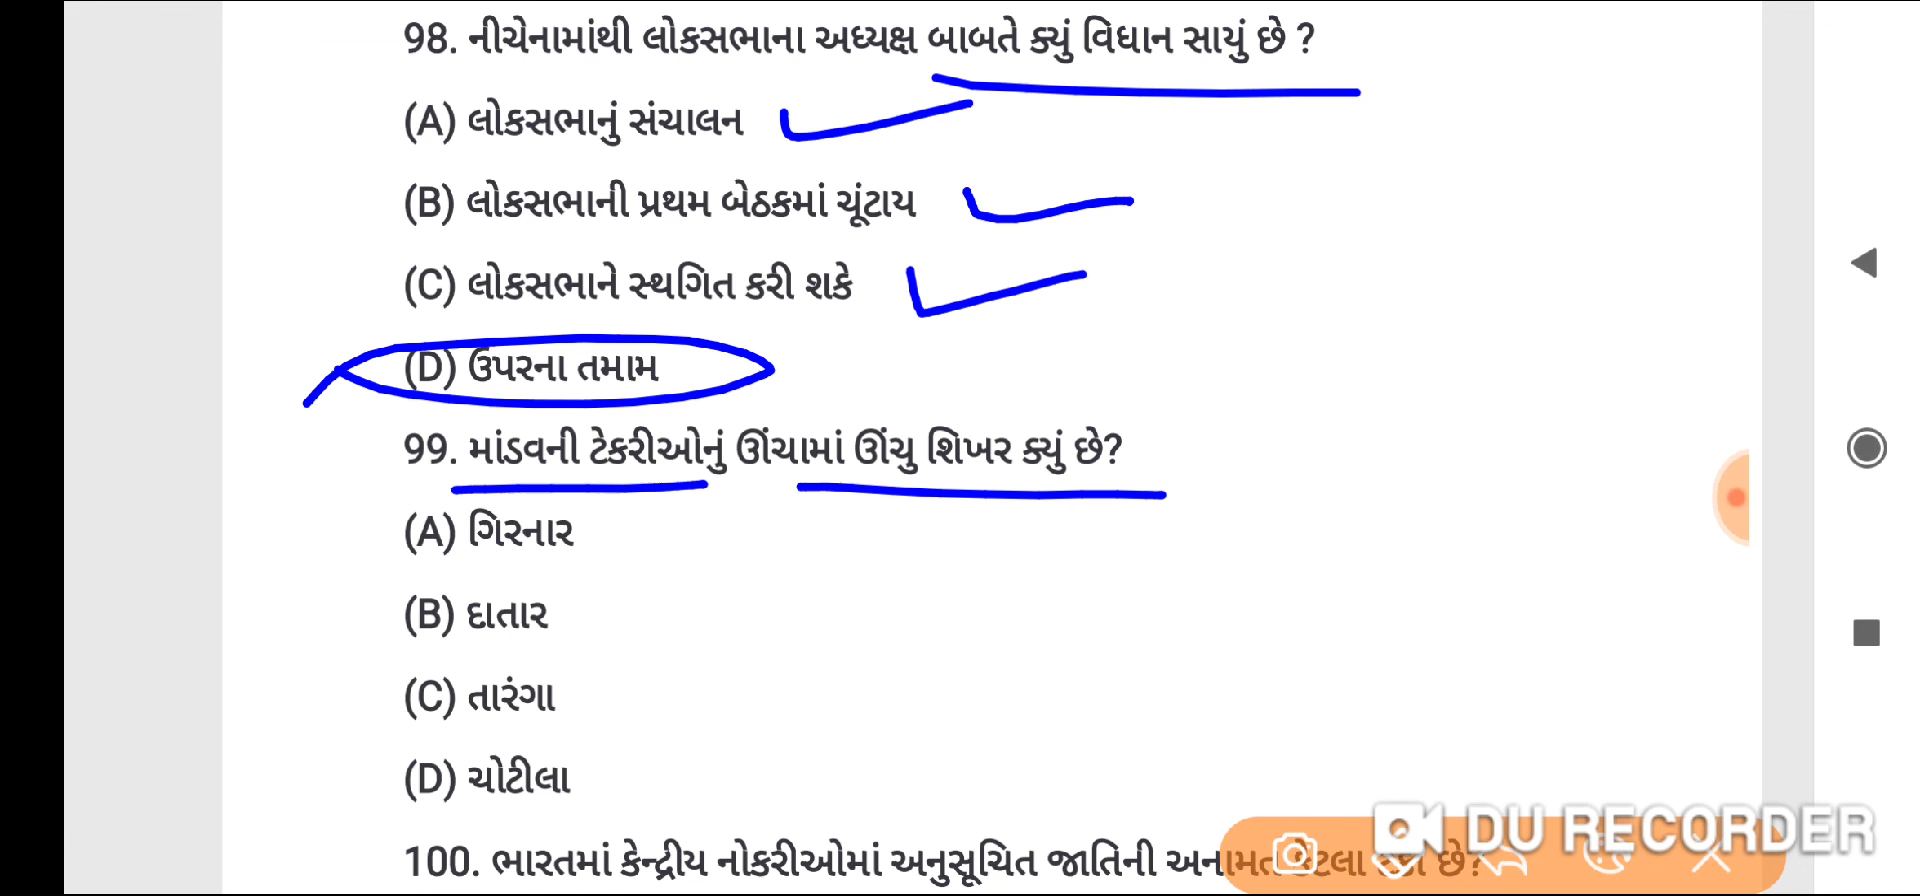 98. નીચેનામાંથી લોકસભાના અધ્યક્ષ બાબતે ક્યું વિધાન સાચું છે ?
(A) લોકસભાનું સંચાલન
(B) લોકસભાની પ્રથમ બેઠકમાં ચૂંટાય
(C) લોકસભાને સ્થગિત કરી શકે
(D) ઉપરના તમામ
99. માંડવની ટેકરીઓનું ઊંચામાં ઊંચુ શિખર ક્યું છે?
(A) ગિરનાર
(B) દાતાર
(C) તારંગા
(D) ચોટીલા
DU RECORDER
100. ભારતમાં કેન્દ્રીય નોકરીઓમાં અનુસૂચિત જાતિની અનામત છે?